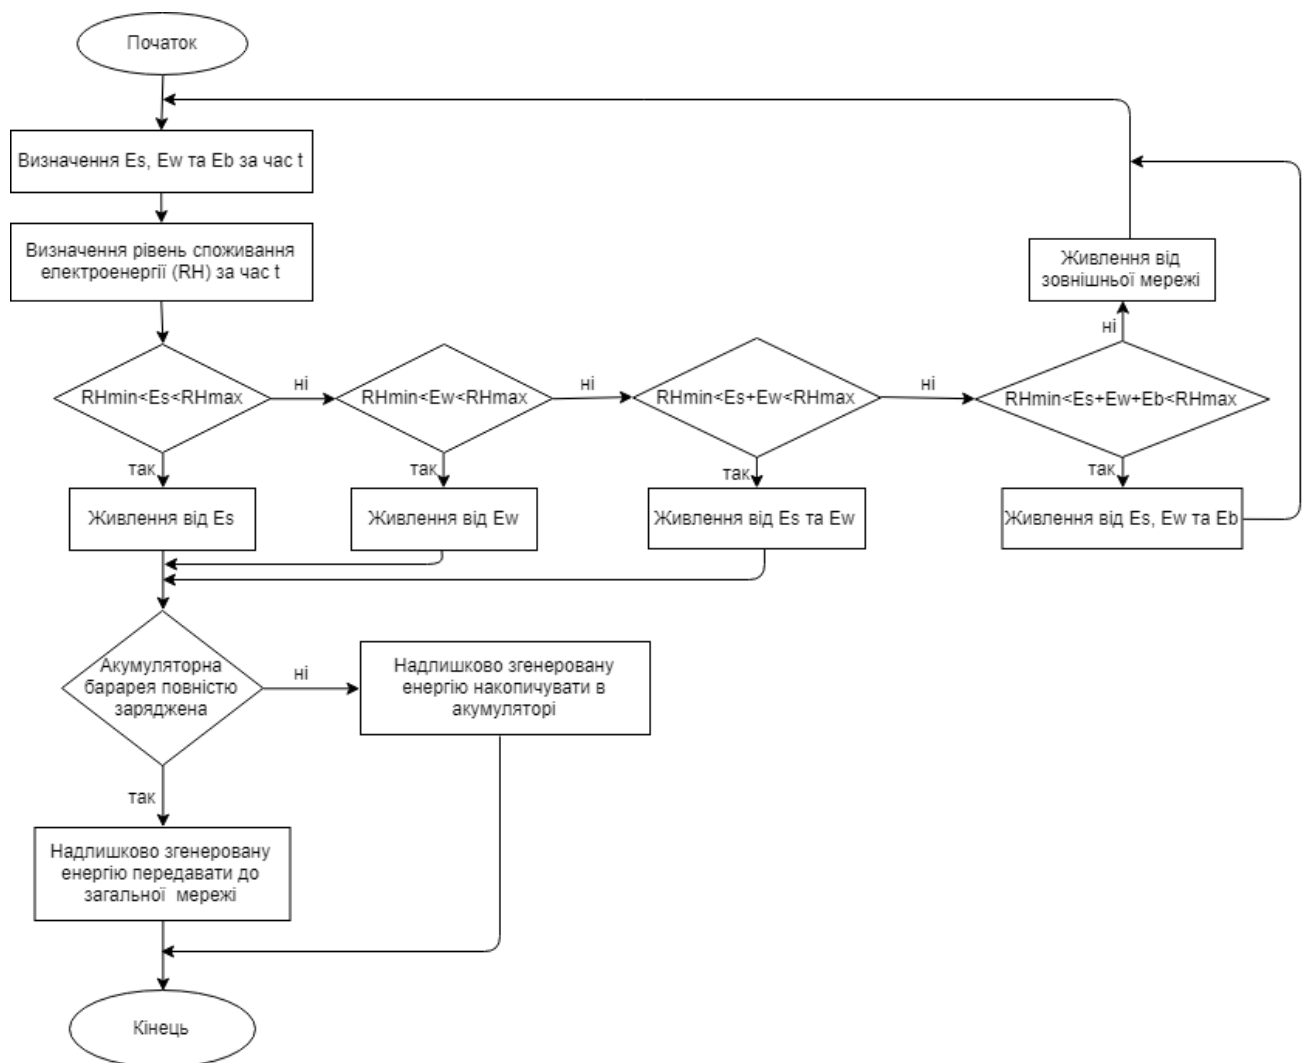 Початок
Визначення Es, Ew та Eb за час t
Визначення рівень споживання
електроенергії (RH) за час t
Живлення від
зовнішньої мережі
ні
RHmin<Es<RHmax
ні
RHmin<Ew<RHmax
ні
RHmin<Es+Ew<RHmax
ні
RHmin<Es+Ew+Eb<RHmax
так
так
так
так
Живлення від Es
Живлення від Ew
Живлення від Es та Ew
Живлення від Es, Ew та Eb
Акумуляторна
барарея повністю
заряджена
ні
Надлишково згенеровану
енергію накопичувати в
акумуляторі
так
Надлишково згенеровану
енергію передавати до
загальної мережі
Кінець